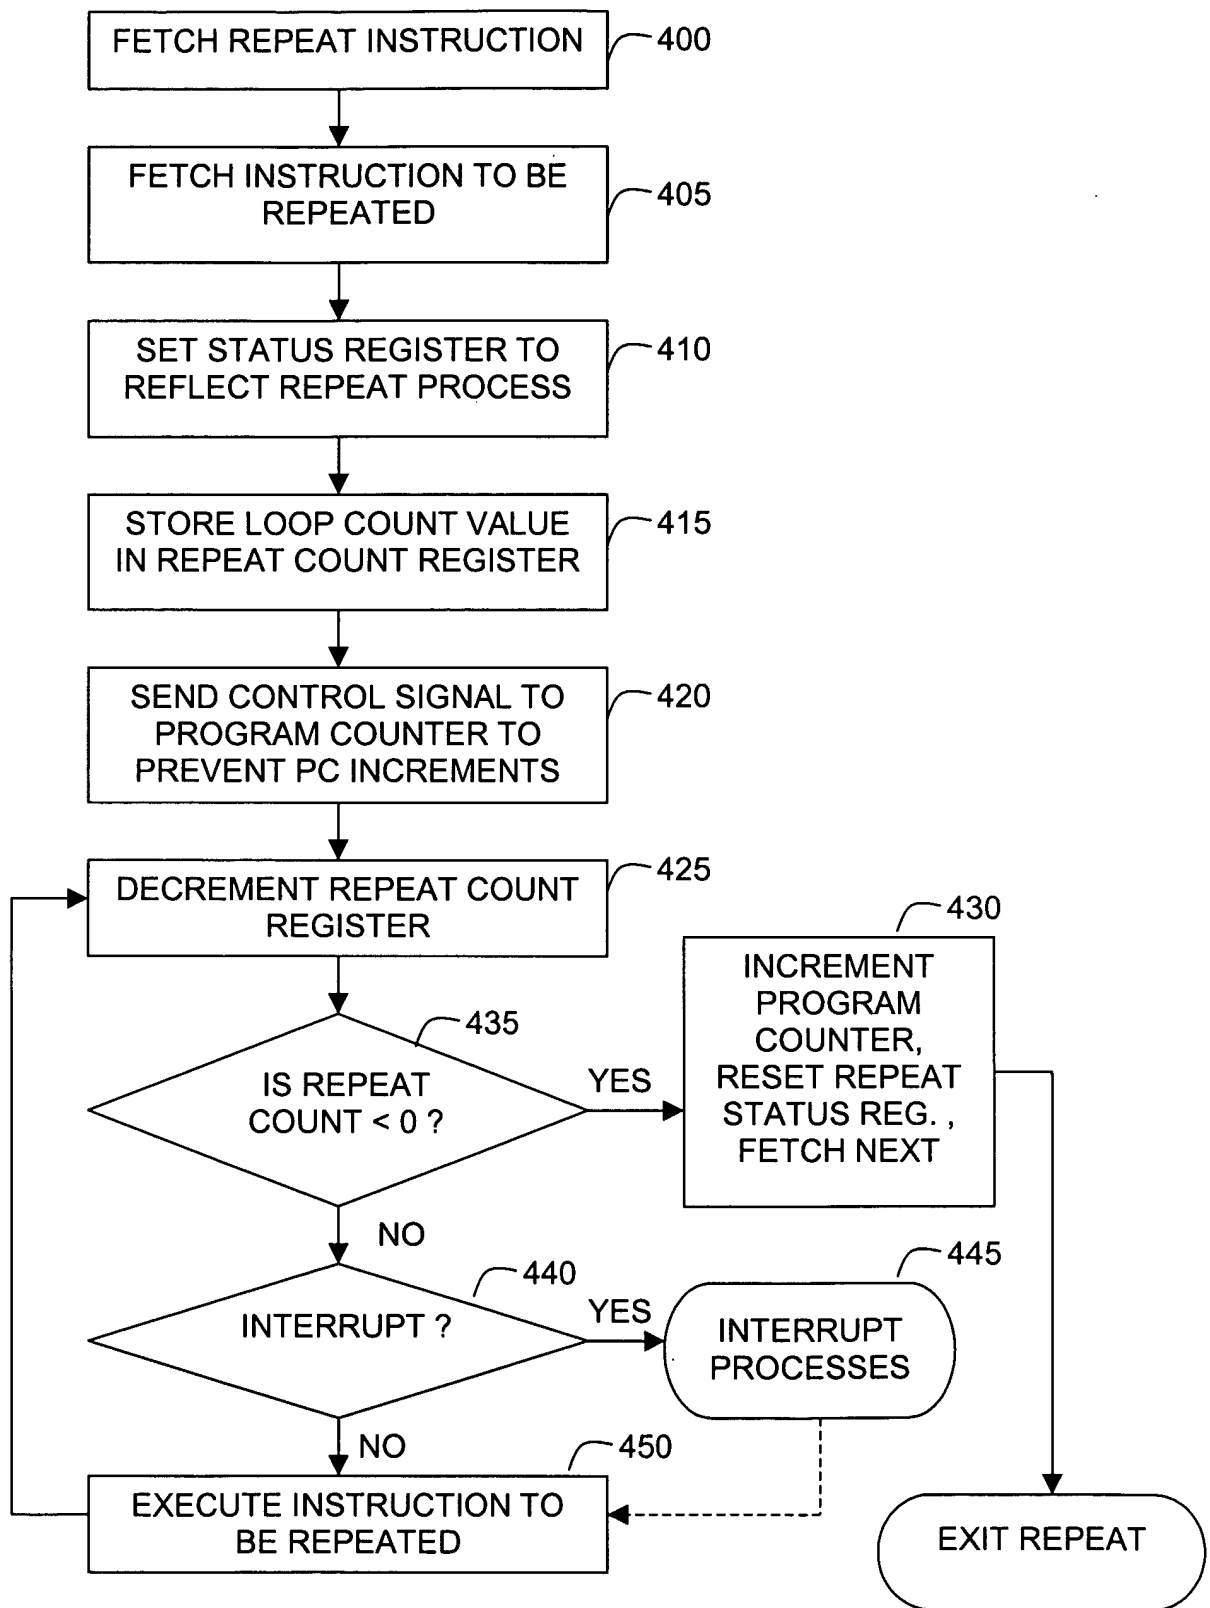 FETCH REPEAT INSTRUCTION
400
FETCH INSTRUCTION TO BE
REPEATED
405
SET STATUS REGISTER TO
REFLECT REPEAT PROCESS
410
STORE LOOP COUNT VALUE
IN REPEAT COUNT REGISTER
415
SEND CONTROL SIGNAL TO
PROGRAM COUNTER TO
PREVENT PC INCREMENTS
420
DECREMENT REPEAT COUNT
REGISTER
425
430
INCREMENT
PROGRAM
COUNTER,
RESET REPEAT
STATUS REG. ,
FETCH NEXT
435
IS REPEAT
COUNT < 0 ?
YES
NO
440
INTERRUPT ?
YES
445
INTERRUPT
PROCESSES
NO
450
EXECUTE INSTRUCTION TO
BE REPEATED
EXIT REPEAT